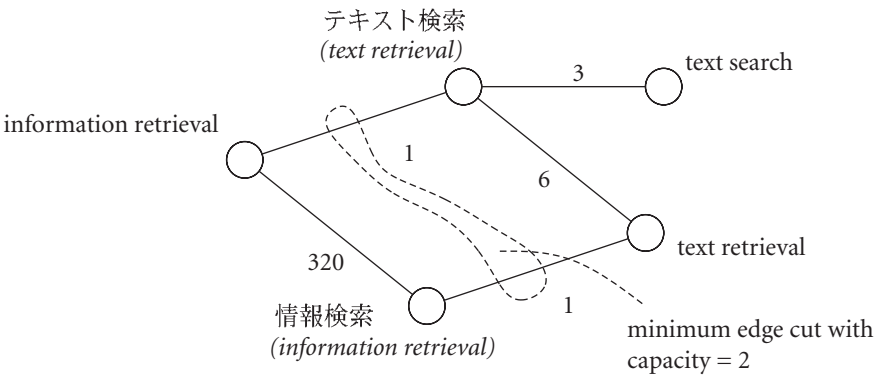 テキスト検索
(text retrieval)
3
text search
information retrieval
1
6
320
text retrieval
1
情報検索
(information retrieval)
minimum edge cut with
capacity = 2